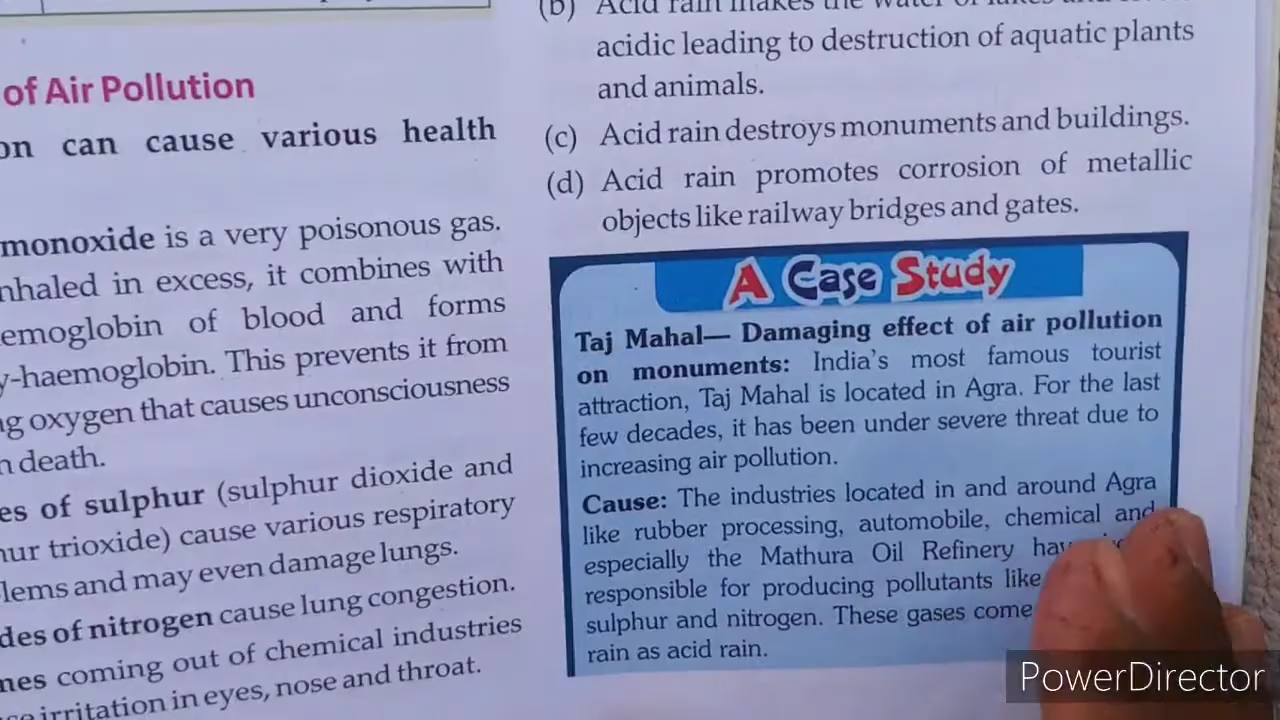 of Air Pollution
can cause various health
monoxide is a very poisonous gas.
in excess, it combines with
of blood and forms
-haemoglobin. This prevents it from
oxygen that causes unconsciousness
death.
of sulphur (sulphur dioxide and
trioxide) cause various respiratory
and may even damage lungs.
of nitrogen cause lung congestion.
coming out of chemical industries
irritation in eyes, nose and throat.
(b) Acid rain makes the water of lakes
acidic leading to destruction of aquatic plants
and animals.
(c) Acid rain destroys monuments and buildings.
(d) Acid rain promotes corrosion of metallic
objects like railway bridges and gates.
A Case Study
Taj Mahal— Damaging effect of air pollution
on monuments: India's most famous tourist
attraction, Taj Mahal is located in Agra. For the last
few decades, it has been under severe threat due to
increasing air pollution.
Cause: The industries located in and around Agra
like rubber processing, automobile, chemical and
especially the Mathura Oil Refinery
responsible for producing pollutants like
sulphur and nitrogen. These gases come
rain as acid rain.
PowerDirector